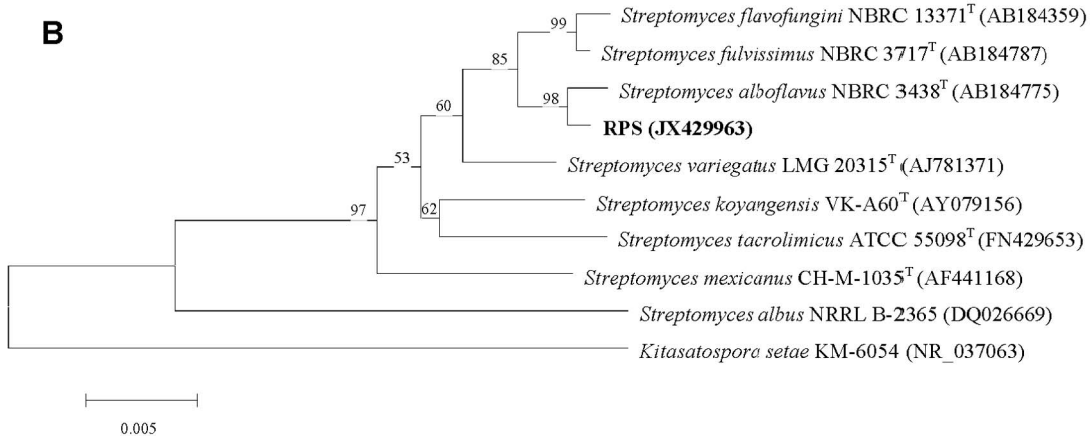 B
99
Streptomyces flavofungini NBRC 13371ᵀ (AB184359)
Streptomyces fulvissimus NBRC 3717ᵀ (AB184787)
85
98
Streptomyces alboflavus NBRC 3438ᵀ (AB184775)
RPS (JX429963)
60
Streptomyces variegatus LMG 20315ᵀ (AJ781371)
53
62
Streptomyces koyangensis VK-A60ᵀ (AY079156)
Streptomyces tacrolimicus ATCC 55098ᵀ (FN429653)
97
Streptomyces mexicanus CH-M-1035ᵀ (AF441168)
Streptomyces albus NRRL B-2365 (DQ026669)
Kitasatospora setae KM-6054 (NR_037063)
0.005